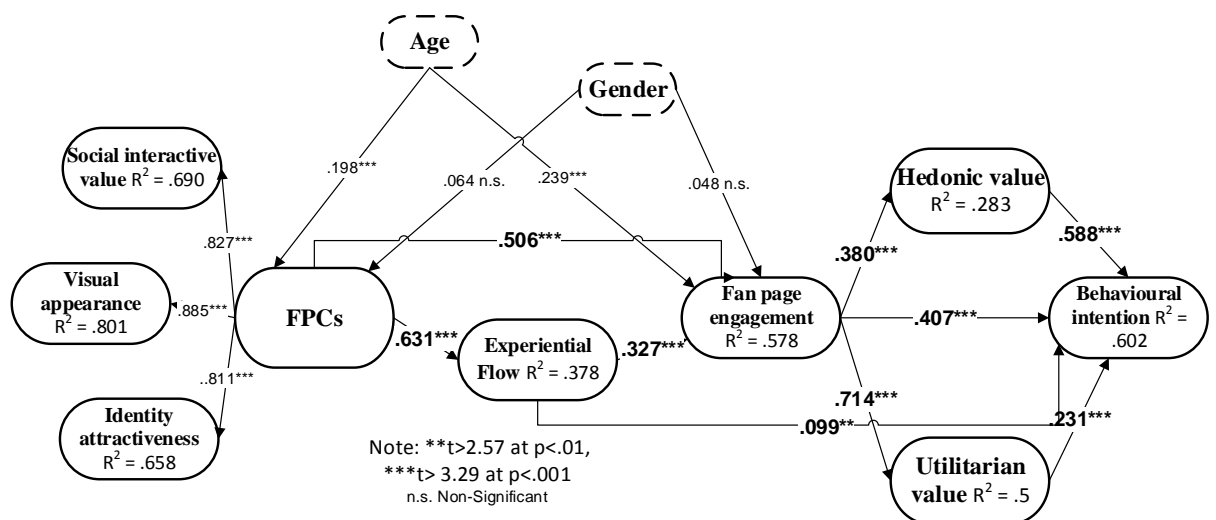 Age
Gender
Social interactive
value R² = .690
.198***
.064 n.s.
.239***
.048 n.s.
Hedonic value
R² = .283
.827***
.506***
.380***
.588***
Visual
appearance
R² = .801
.885***
FPCs
Fan page
engagement
R² = .578
.407***
Behavioural
intention R² =
.602
.631***
Experiential
Flow R² = .378
.327***
..811***
Identity
attractiveness
R² = .658
.714***
.099**
.231***
Note: **t>2.57 at p<.01,
***t> 3.29 at p<.001
n.s. Non-Significant
Utilitarian
value R² = .5